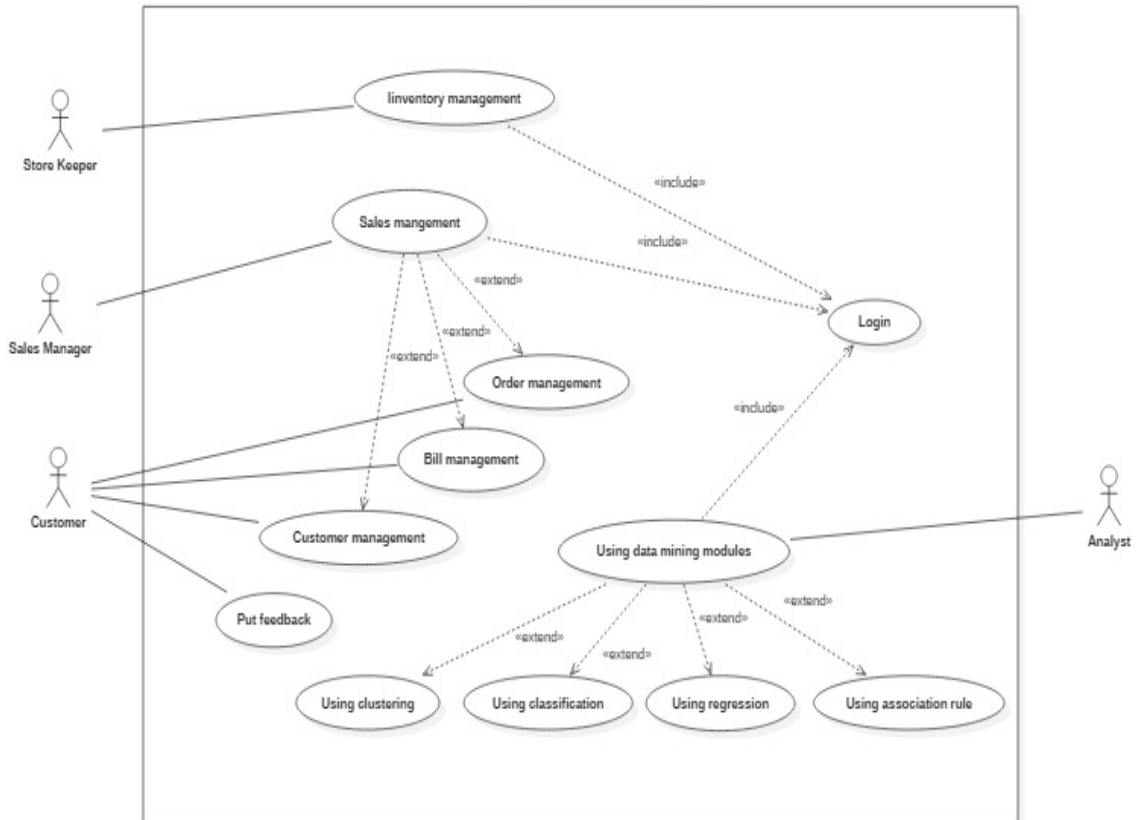 Iinventory management
Store Keeper
«include»
Sales mangement
«include»
«extend»
Login
«extend»
Sales Manager
«extend»
Order management
«include»
Bill management
Customer
Customer management
Analyst
Using data mining modules
«extend»
«extend»
Put feedback
«extend»
«extend»
Using clustering
Using classification
Using regression
Using association rule